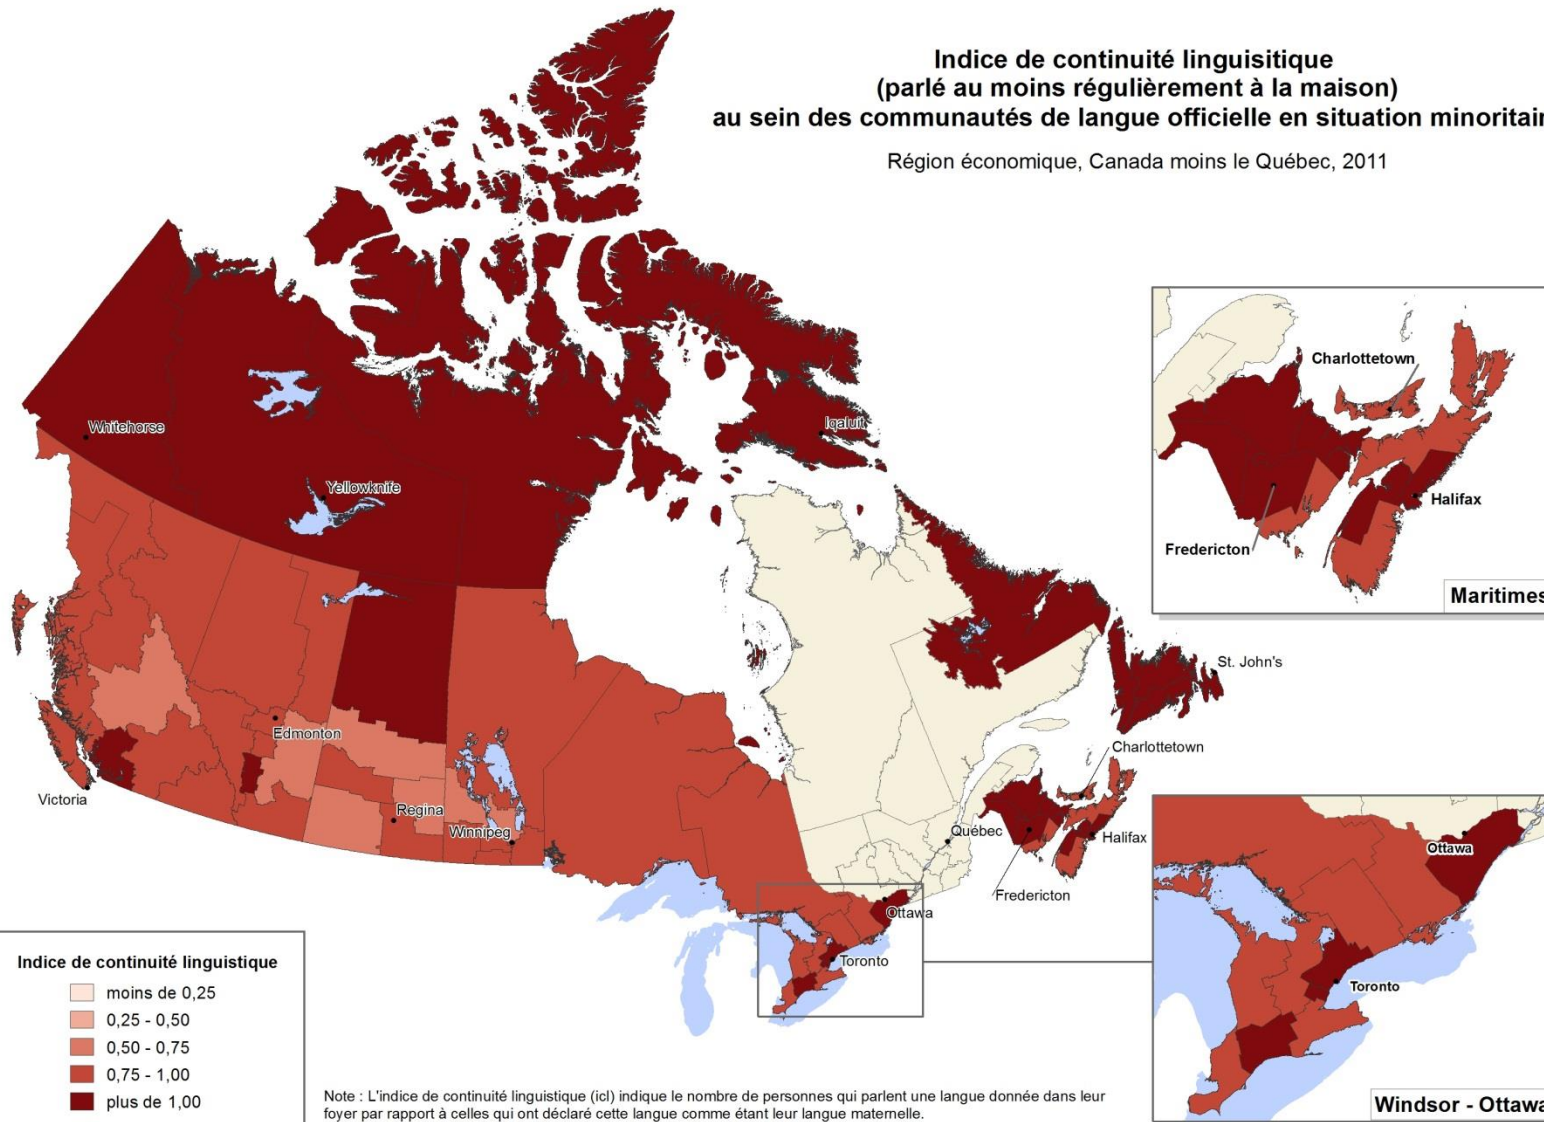 Indice de continuité linguisitique
(parlé au moins régulièrement à la maison)
au sein des communautés de langue officielle en situation minoritair
Région économique, Canada moins le Québec, 2011
Whitehorse
Yellowknife
Iqaluit
Edmonton
Victoria
Regina
Winnipeg
Québec
Ottawa
Toronto
St. John's
Charlottetown
Halifax
Fredericton
Charlottetown
Halifax
Fredericton
Maritimes
Ottawa
Toronto
Windsor - Ottawa
Indice de continuité linguistique
moins de 0,25
0,25 - 0,50
0,50 - 0,75
0,75 - 1,00
plus de 1,00
Note : L'indice de continuité linguistique (icl) indique le nombre de personnes qui parlent une langue donnée dans leur
foyer par rapport à celles qui ont déclaré cette langue comme étant leur langue maternelle.